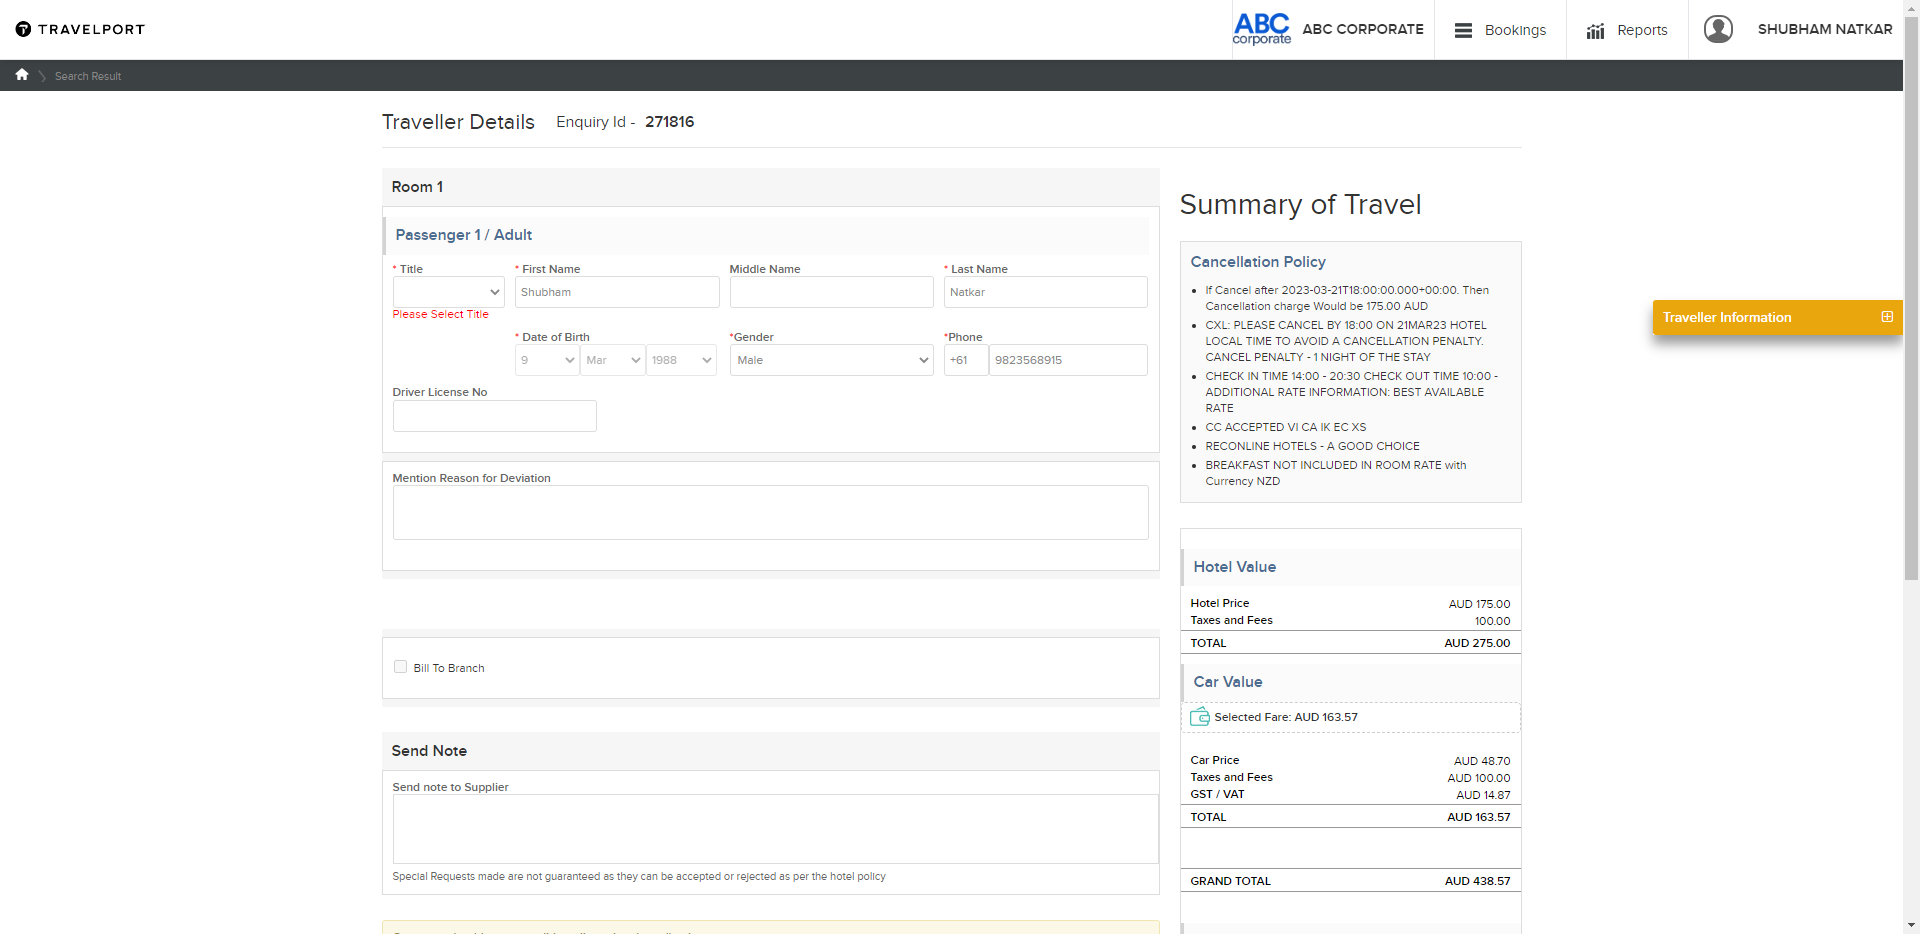 TRAVELPORT
ABC corporate
ABC CORPORATE
Bookings
Reports
SHUBHAM NATKAR
Search Result
Traveller Details
Enquiry Id - 271816
Room 1
Passenger 1 / Adult
* Title
* First Name
Middle Name
* Last Name
Shubham
Natkar
Please Select Title
* Date of Birth
*Gender
*Phone
9
Mar
1988
Male
+61
9823568915
Driver License No
Mention Reason for Deviation
Bill To Branch
Send Note
Send note to Supplier
Special Requests made are not guaranteed as they can be accepted or rejected as per the hotel policy
Summary of Travel
Cancellation Policy
If Cancel after 2023-03-21T18:00:00.000+00:00. Then
Cancellation charge Would be 175.00 AUD
CXL: PLEASE CANCEL BY 18:00 ON 21MAR23 HOTEL
LOCAL TIME TO AVOID A CANCELLATION PENALTY.
CANCEL PENALTY - 1 NIGHT OF THE STAY
CHECK IN TIME 14:00 - 20:30 CHECK OUT TIME 10:00 -
ADDITIONAL RATE INFORMATION: BEST AVAILABLE
RATE
CC ACCEPTED VI CA IK EC XS
RECONLINE HOTELS - A GOOD CHOICE
BREAKFAST NOT INCLUDED IN ROOM RATE with
Currency NZD
Hotel Value
Hotel Price AUD 175.00
Taxes and Fees 100.00
TOTAL AUD 275.00
Car Value
Selected Fare: AUD 163.57
Car Price AUD 48.70
Taxes and Fees AUD 100.00
GST / VAT AUD 14.87
TOTAL AUD 163.57
GRAND TOTAL AUD 438.57
Traveller Information